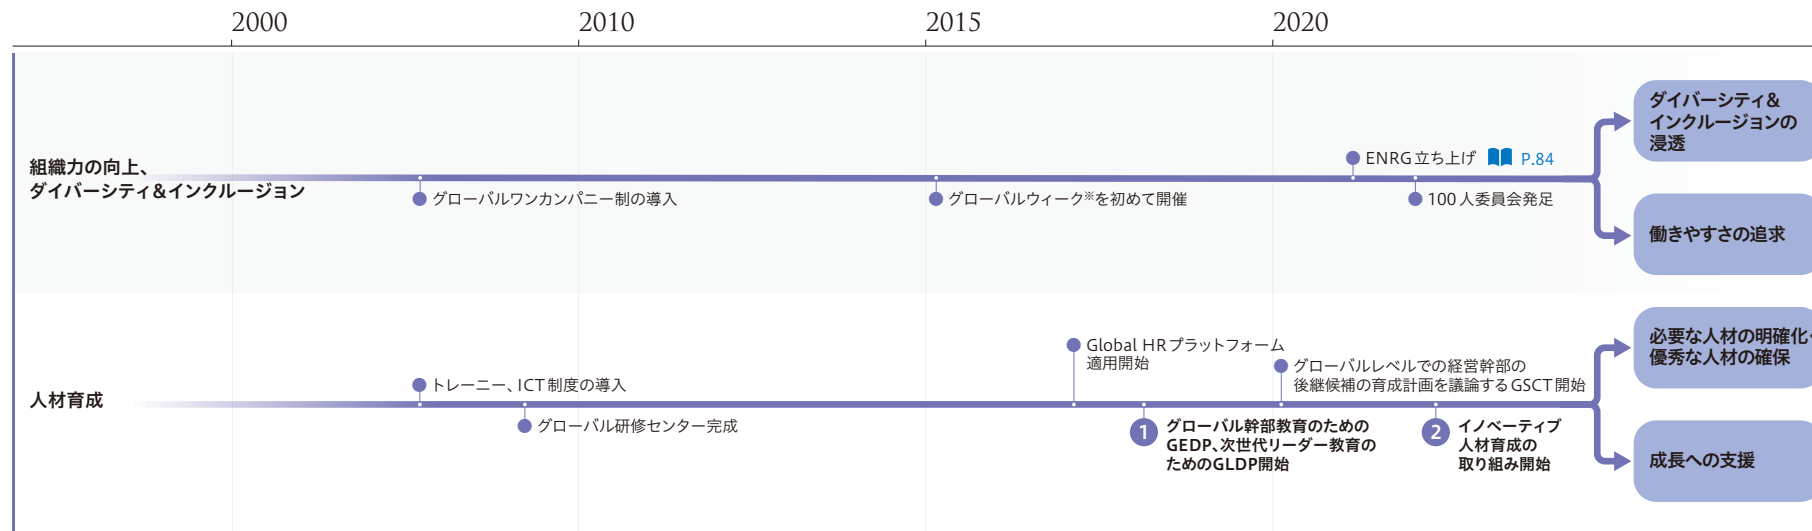 2000
2010
2015
2020
組織力の向上、
ダイバーシティ&インクルージョン
グローバルワンカンパニー制の導入
グローバルウィーク※を初めて開催
ENRG立ち上げ P.84
100人委員会発足
ダイバーシティ&
インクルージョンの
浸透
働きやすさの追求
人材育成
トレーニー、ICT制度の導入
グローバル研修センター完成
Global HRプラットフォーム
適用開始
1 グローバル幹部教育のための
GEDP、次世代リーダー教育の
ためのGLDP開始
グローバルレベルでの経営幹部の
後継候補の育成計画を議論するGSCT開始
2 イノベーティブ
人材育成の
取り組み開始
必要な人材の明確化・
優秀な人材の確保
成長への支援